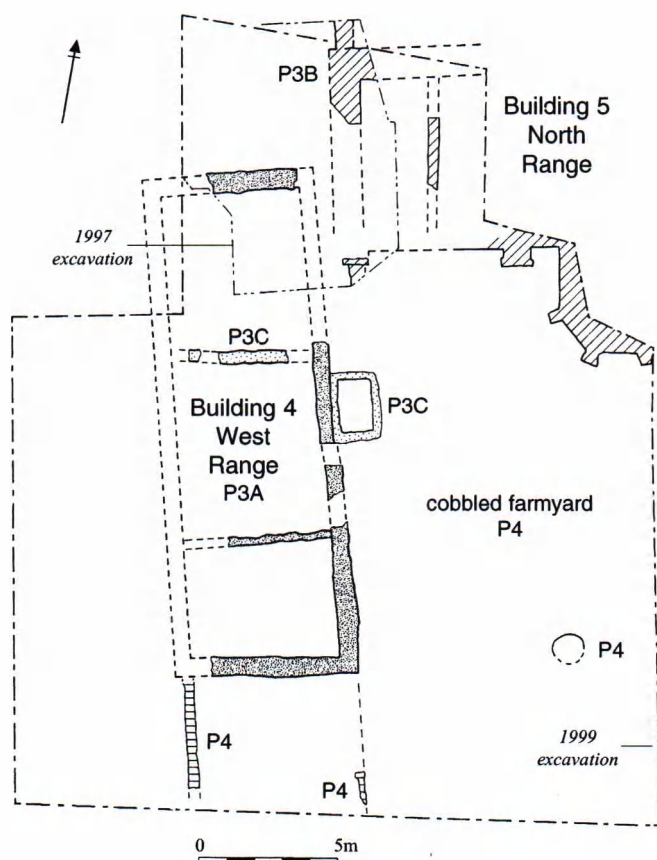 P3B
Building 5
North
Range
1997
excavation
P3C
Building 4
West
Range
P3A
P3C
cobbled farmyard
P4
P4
P4
P4
1999
excavation
0 5m